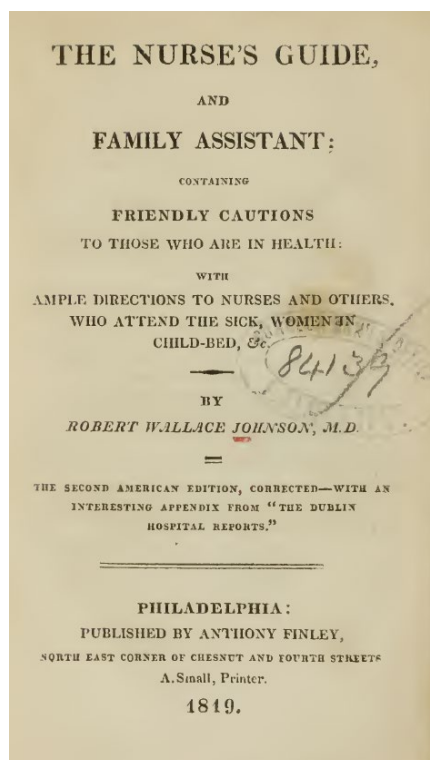 THE NURSE'S GUIDE,
AND
FAMILY ASSISTANT:
CONTAINING
FRIENDLY CAUTIONS
TO THOSE WHO ARE IN HEALTH:
WITH
AMPLE DIRECTIONS TO NURSES AND OTHERS,
WHO ATTEND THE SICK, WOMEN IN
CHILD-BED, &c.
84139
BY
ROBERT WALLACE JOHNSON, M.D.
THE SECOND AMERICAN EDITION, CORRECTED—WITH AN
INTERESTING APPENDIX FROM "THE DUBLIN
HOSPITAL REPORTS."
PHILADELPHIA:
PUBLISHED BY ANTHONY FINLEY,
NORTH EAST CORNER OF CHESNUT AND FOURTH STREETS
A. Small, Printer.
1819.